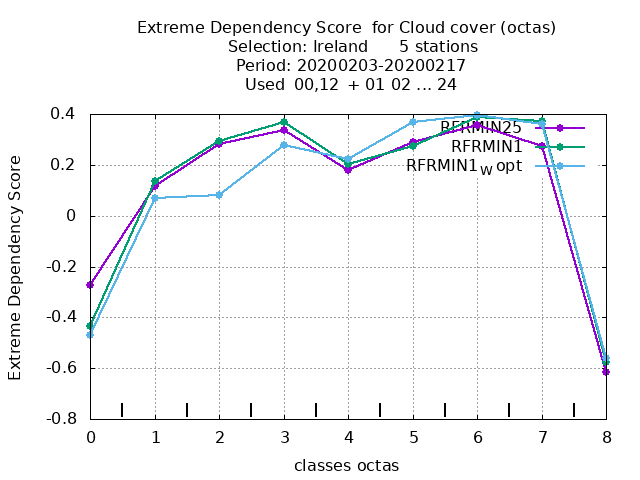 Extreme Dependency Score for Cloud cover (octas)
Selection: Ireland 5 stations
Period: 20200203-20200217
Used 00,12 + 01 02 ... 24
Extreme Dependency Score
0.4
0.2
0
-0.2
-0.4
-0.6
-0.8
RFRMIN25
RFRMIN1
RFRMIN1w opt
0 1 2 3 4 5 6 7 8
classes octas